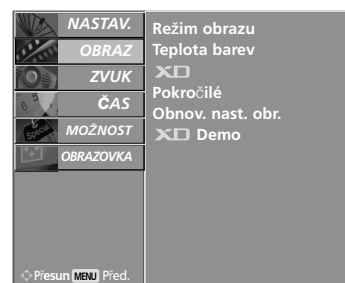 NASTAV.
OBRAZ
ZVUK
ČAS
MOŽNOST
OBRAZOVKA
Režim obrazu
Teplota barev
XD
Pokročilé
Obnov. nast. obr.
XD Demo
Přesun MENU Před.